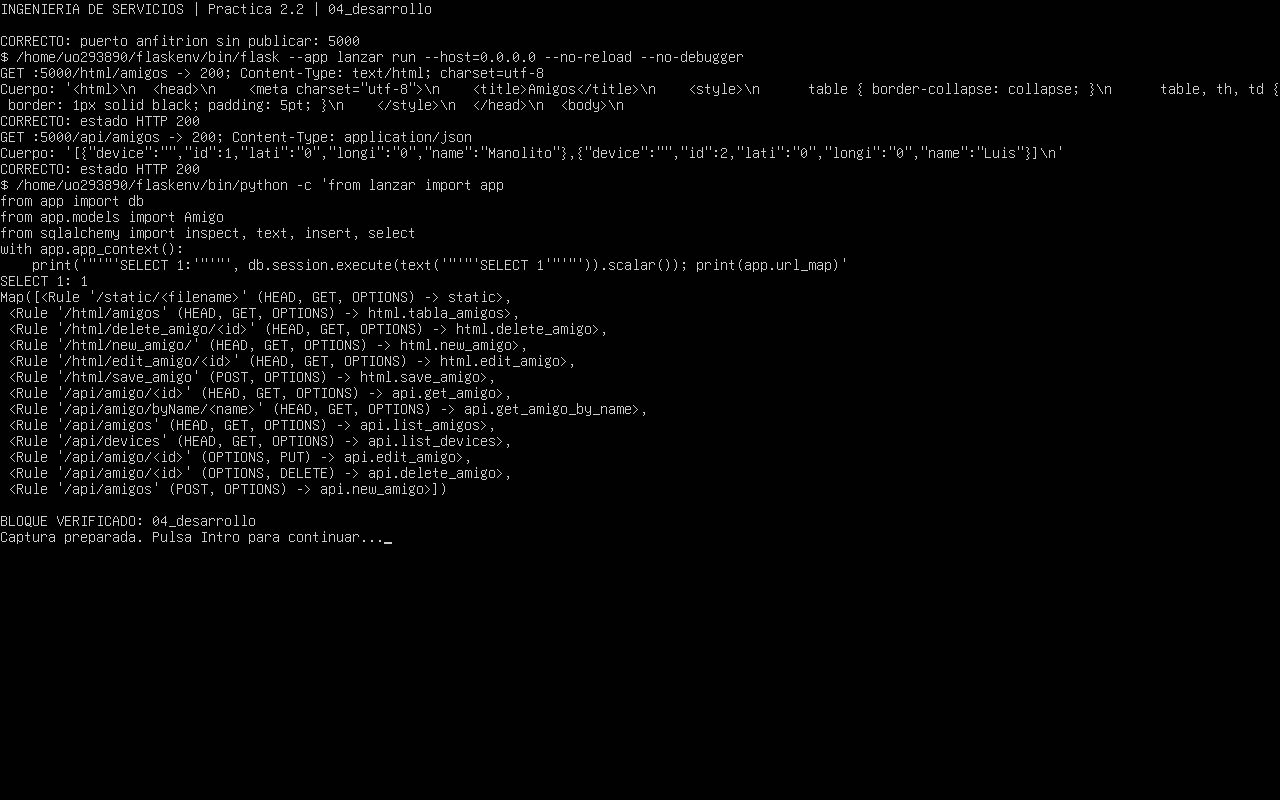 INGENIERIA DE SERVICIOS | Practica 2.2 | 04_desarrollo
CORRECTO: puerto anfitrion sin publicar: 5000
$ /home/uo293890/flaskenv/bin/flask --app lanzar run --host=0.0.0.0 --no-reload --no-debugger
GET :5000/html/amigos -> 200; Content-Type: text/html; charset=utf-8
Cuerpo: '<html>\n  <head>\n    <meta charset="utf-8">\n    <title>Amigos</title>\n    <style>\n      table { border-collapse: collapse; }\n      table, th, td {
 border: 1px solid black; padding: 5pt; }\n    </style>\n  </head>\n  <body>\n
CORRECTO: estado HTTP 200
GET :5000/api/amigos -> 200; Content-Type: application/json
Cuerpo: '[{"device":"","id":1,"lati":"0","longi":"0","name":"Manolito"},{"device":"","id":2,"lati":"0","longi":"0","name":"Luis"}]\n'
CORRECTO: estado HTTP 200
$ /home/uo293890/flaskenv/bin/python -c 'from lanzar import app
from app import db
from app.models import Amigo
from sqlalchemy import inspect, text, insert, select
with app.app_context():
    print('"'"'SELECT 1:'"'"', db.session.execute(text('"'"'SELECT 1'"'"')).scalar()); print(app.url_map)'
SELECT 1: 1
Map([<Rule '/static/<filename>' (HEAD, GET, OPTIONS) -> static>,
 <Rule '/html/amigos' (HEAD, GET, OPTIONS) -> html.tabla_amigos>,
 <Rule '/html/delete_amigo/<id>' (HEAD, GET, OPTIONS) -> html.delete_amigo>,
 <Rule '/html/new_amigo/' (HEAD, GET, OPTIONS) -> html.new_amigo>,
 <Rule '/html/edit_amigo/<id>' (HEAD, GET, OPTIONS) -> html.edit_amigo>,
 <Rule '/html/save_amigo' (POST, OPTIONS) -> html.save_amigo>,
 <Rule '/api/amigo/<id>' (HEAD, GET, OPTIONS) -> api.get_amigo>,
 <Rule '/api/amigo/byName/<name>' (HEAD, GET, OPTIONS) -> api.get_amigo_by_name>,
 <Rule '/api/amigos' (HEAD, GET, OPTIONS) -> api.list_amigos>,
 <Rule '/api/devices' (HEAD, GET, OPTIONS) -> api.list_devices>,
 <Rule '/api/amigo/<id>' (OPTIONS, PUT) -> api.edit_amigo>,
 <Rule '/api/amigo/<id>' (OPTIONS, DELETE) -> api.delete_amigo>,
 <Rule '/api/amigos' (POST, OPTIONS) -> api.new_amigo>])
BLOQUE VERIFICADO: 04_desarrollo
Captura preparada. Pulsa Intro para continuar..._